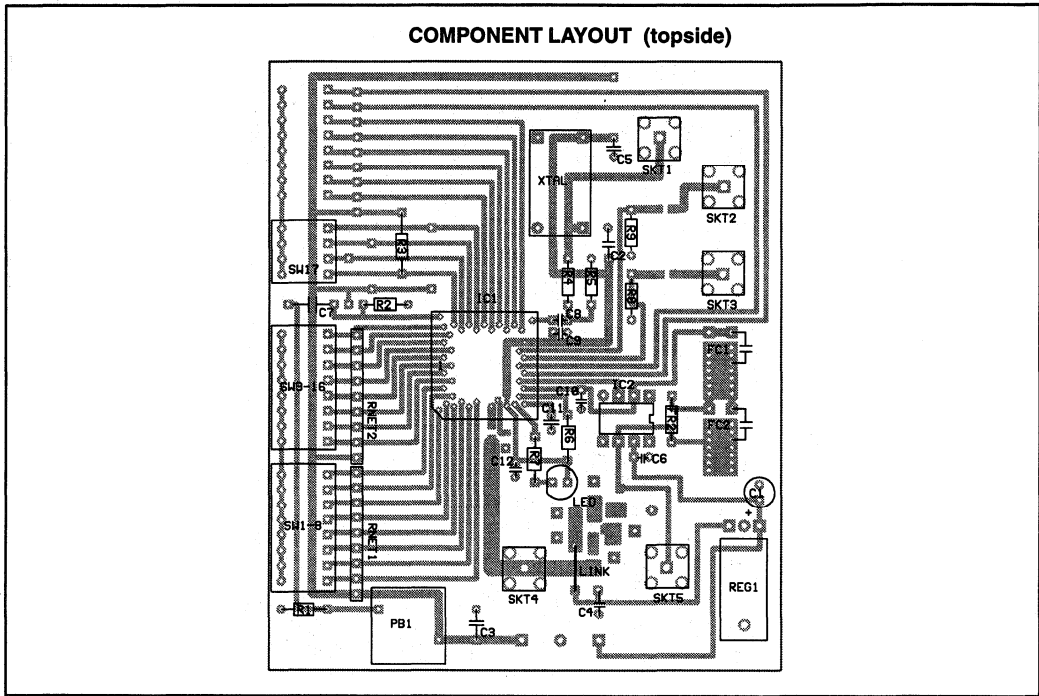 COMPONENT LAYOUT (topside)
C5
SKT1
XTAL
SKT2
R9
R3
C2
SW17
R4
R5
SKT3
R8
IC1
C7
R2
C8
C9
FC1
SW9-16
IC2
C10
RNET2
C11
R6
FC2
R7
C6
C12
C1
LED
+
SW1-8
RNET1
LINK
SKT4
SKT5
REG1
R1
C4
PB1
C3